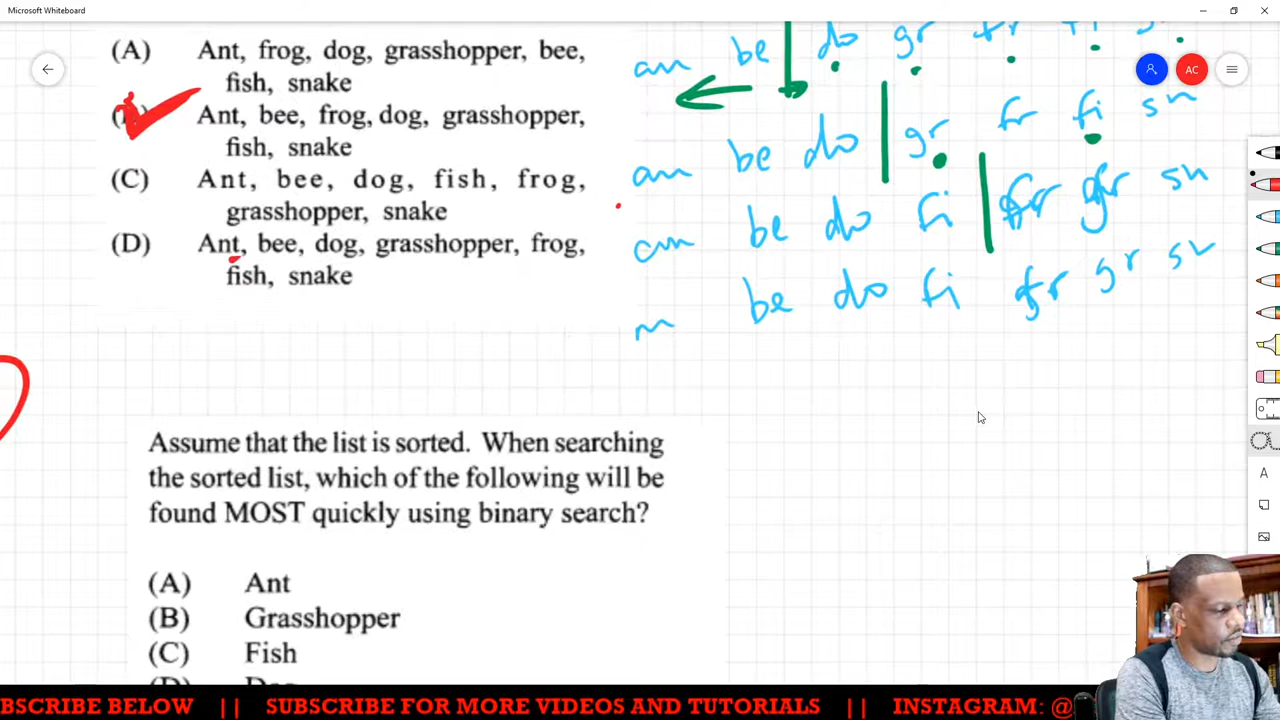 Microsoft Whiteboard
(A) Ant, frog, dog, grasshopper, bee,
fish, snake
Ant, bee, frog, dog, grasshopper,
fish, snake
(C) Ant, bee, dog, fish, frog,
grasshopper, snake
(D) Ant, bee, dog, grasshopper, frog,
fish, snake
an be do gr fr fi
an be do gr fr fi sn
an be do fi fr gr sn
be do fi fr gr sn
AC
A
Assume that the list is sorted. When searching
the sorted list, which of the following will be
found MOST quickly using binary search?
(A) Ant
(B) Grasshopper
(C) Fish
BSCRIBE BELOW || SUBSCRIBE FOR MORE VIDEOS AND TUTORIALS || INSTAGRAM: @